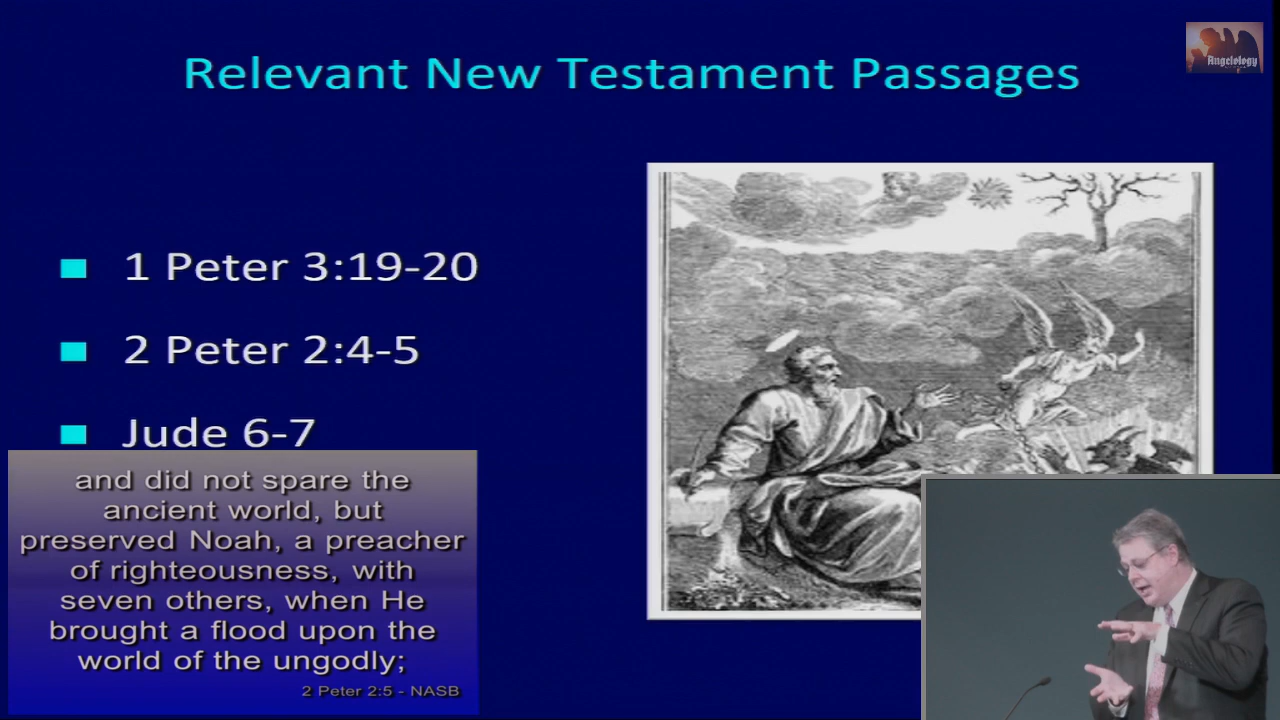 Relevant New Testament Passages
Angelology
1 Peter 3:19-20
2 Peter 2:4-5
Jude 6-7
and did not spare the
ancient world, but
preserved Noah, a preacher
of righteousness, with
seven others, when He
brought a flood upon the
world of the ungodly;
2 Peter 2:5 - NASB